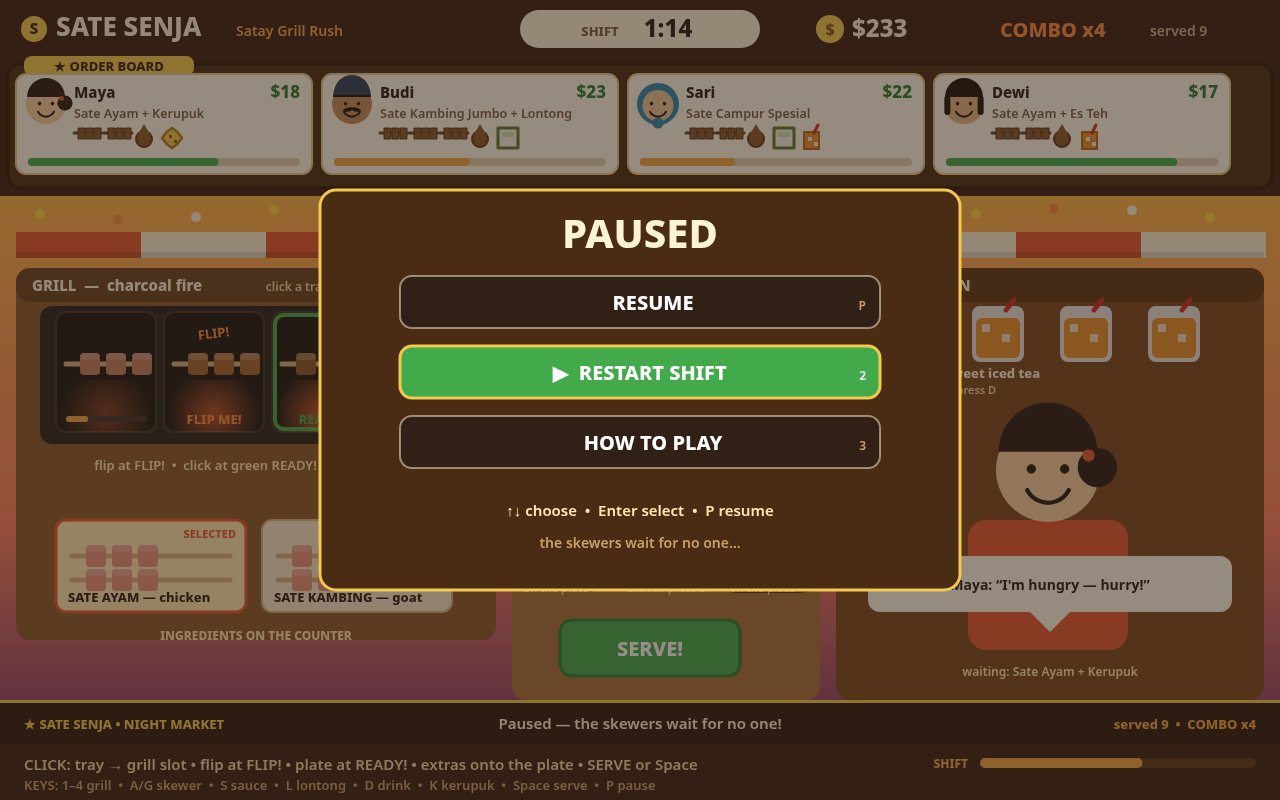 S SATE SENJA Satay Grill Rush SHIFT 1:14 $ $233 COMBO x4 served 9
★ ORDER BOARD
Maya $18
Sate Ayam + Kerupuk
Budi $23
Sate Kambing Jumbo + Lontong
Sari $22
Sate Campur Spesial
Dewi $17
Sate Ayam + Es Teh
PAUSED
RESUME P
▶ RESTART SHIFT 2
HOW TO PLAY 3
↑↓ choose • Enter select • P resume
the skewers wait for no one...
GRILL — charcoal fire click a tra
N
FLIP!
FLIP ME!
REA
flip at FLIP! • click at green READY!
SELECTED
SATE AYAM — chicken
SATE KAMBING — goat
INGREDIENTS ON THE COUNTER
SERVE!
eet iced tea
press D
Maya: “I'm hungry — hurry!”
waiting: Sate Ayam + Kerupuk
★ SATE SENJA • NIGHT MARKET Paused — the skewers wait for no one! served 9 • COMBO x4
CLICK: tray → grill slot • flip at FLIP! • plate at READY! • extras onto the plate • SERVE or Space SHIFT
KEYS: 1–4 grill • A/G skewer • S sauce • L lontong • D drink • K kerupuk • Space serve • P pause